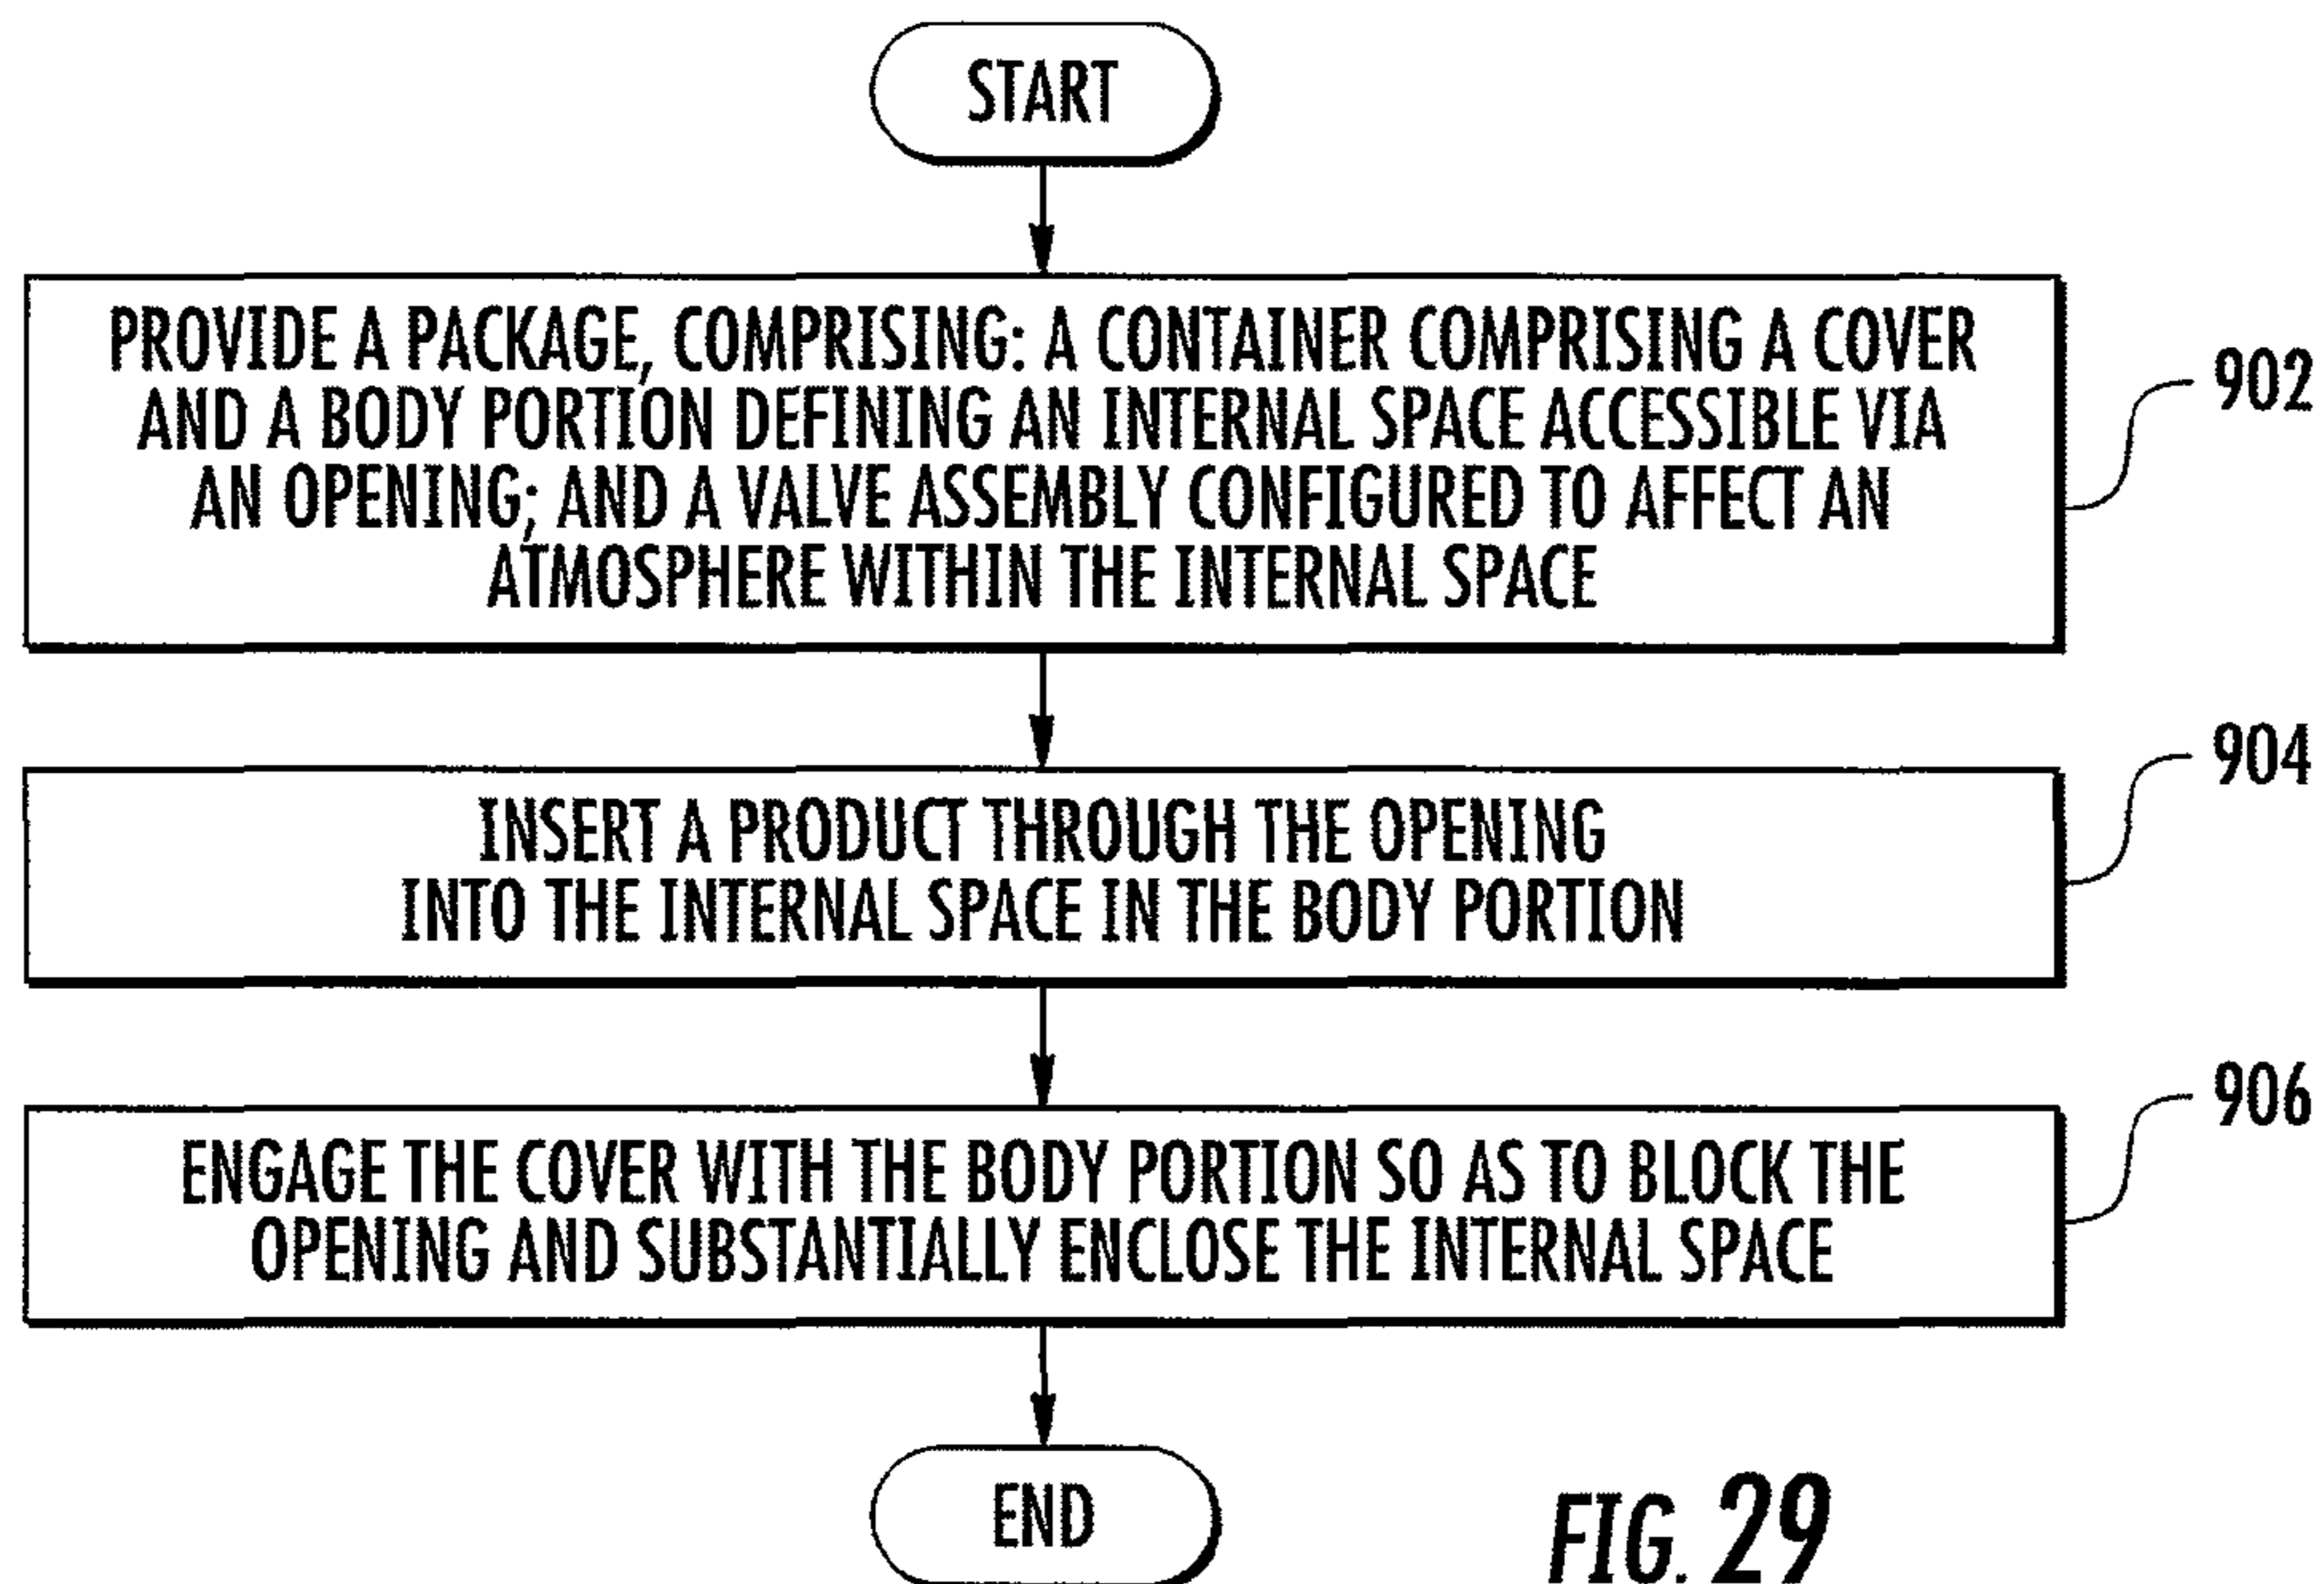 START
PROVIDE A PACKAGE, COMPRISING: A CONTAINER COMPRISING A COVER
AND A BODY PORTION DEFINING AN INTERNAL SPACE ACCESSIBLE VIA
AN OPENING; AND A VALVE ASSEMBLY CONFIGURED TO AFFECT AN
ATMOSPHERE WITHIN THE INTERNAL SPACE
902
INSERT A PRODUCT THROUGH THE OPENING
INTO THE INTERNAL SPACE IN THE BODY PORTION
904
ENGAGE THE COVER WITH THE BODY PORTION SO AS TO BLOCK THE
OPENING AND SUBSTANTIALLY ENCLOSE THE INTERNAL SPACE
906
END
FIG. 29